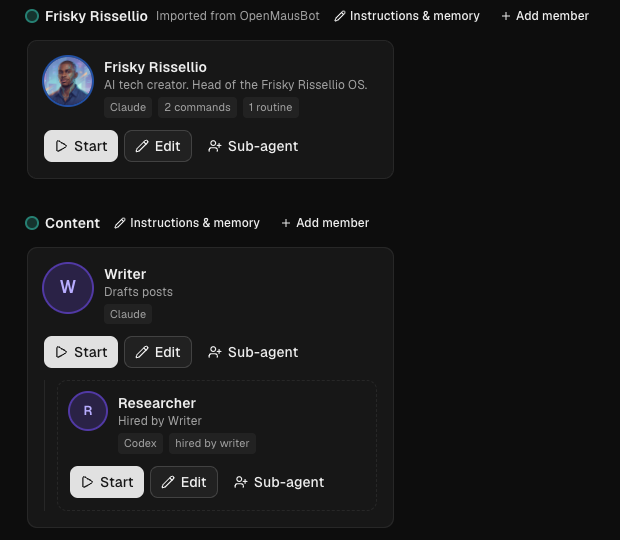 Frisky Rissellio Imported from OpenMausBot Instructions & memory + Add member
Frisky Rissellio
AI tech creator. Head of the Frisky Rissellio OS.
Claude 2 commands 1 routine
Start Edit Sub-agent
Content Instructions & memory + Add member
W
Writer
Drafts posts
Claude
Start Edit Sub-agent
R
Researcher
Hired by Writer
Codex hired by writer
Start Edit Sub-agent